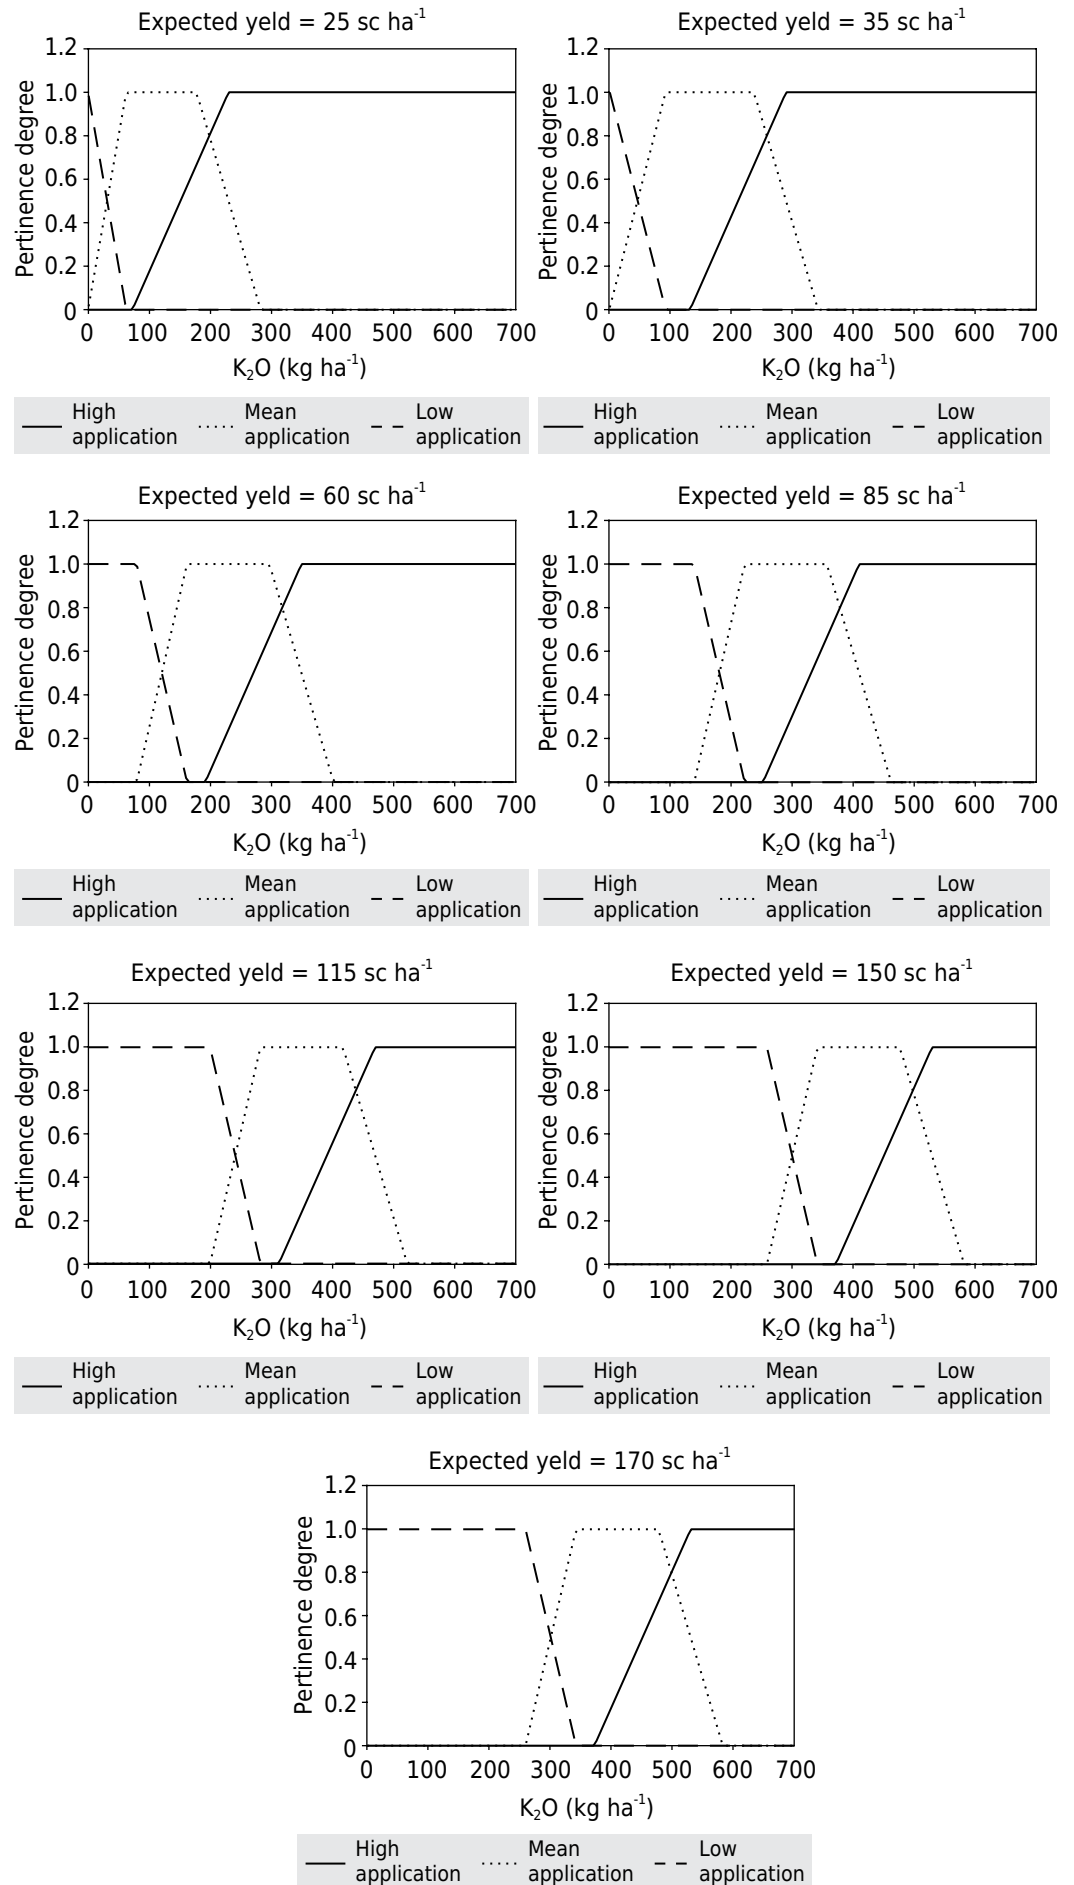 Expected yeld = 25 sc ha⁻¹
Pertinence degree
1.2
1.0
0.8
0.6
0.4
0.2
0
0 100 200 300 400 500 600 700
K₂O (kg ha⁻¹)
High application
Mean application
Low application
Expected yeld = 35 sc ha⁻¹
Pertinence degree
1.2
1.0
0.8
0.6
0.4
0.2
0
0 100 200 300 400 500 600 700
K₂O (kg ha⁻¹)
High application
Mean application
Low application
Expected yeld = 60 sc ha⁻¹
Pertinence degree
1.2
1.0
0.8
0.6
0.4
0.2
0
0 100 200 300 400 500 600 700
K₂O (kg ha⁻¹)
High application
Mean application
Low application
Expected yeld = 85 sc ha⁻¹
Pertinence degree
1.2
1.0
0.8
0.6
0.4
0.2
0
0 100 200 300 400 500 600 700
K₂O (kg ha⁻¹)
High application
Mean application
Low application
Expected yeld = 115 sc ha⁻¹
Pertinence degree
1.2
1.0
0.8
0.6
0.4
0.2
0
0 100 200 300 400 500 600 700
K₂O (kg ha⁻¹)
High application
Mean application
Low application
Expected yeld = 150 sc ha⁻¹
Pertinence degree
1.2
1.0
0.8
0.6
0.4
0.2
0
0 100 200 300 400 500 600 700
K₂O (kg ha⁻¹)
High application
Mean application
Low application
Expected yeld = 170 sc ha⁻¹
Pertinence degree
1.2
1.0
0.8
0.6
0.4
0.2
0
0 100 200 300 400 500 600 700
K₂O (kg ha⁻¹)
High application
Mean application
Low application